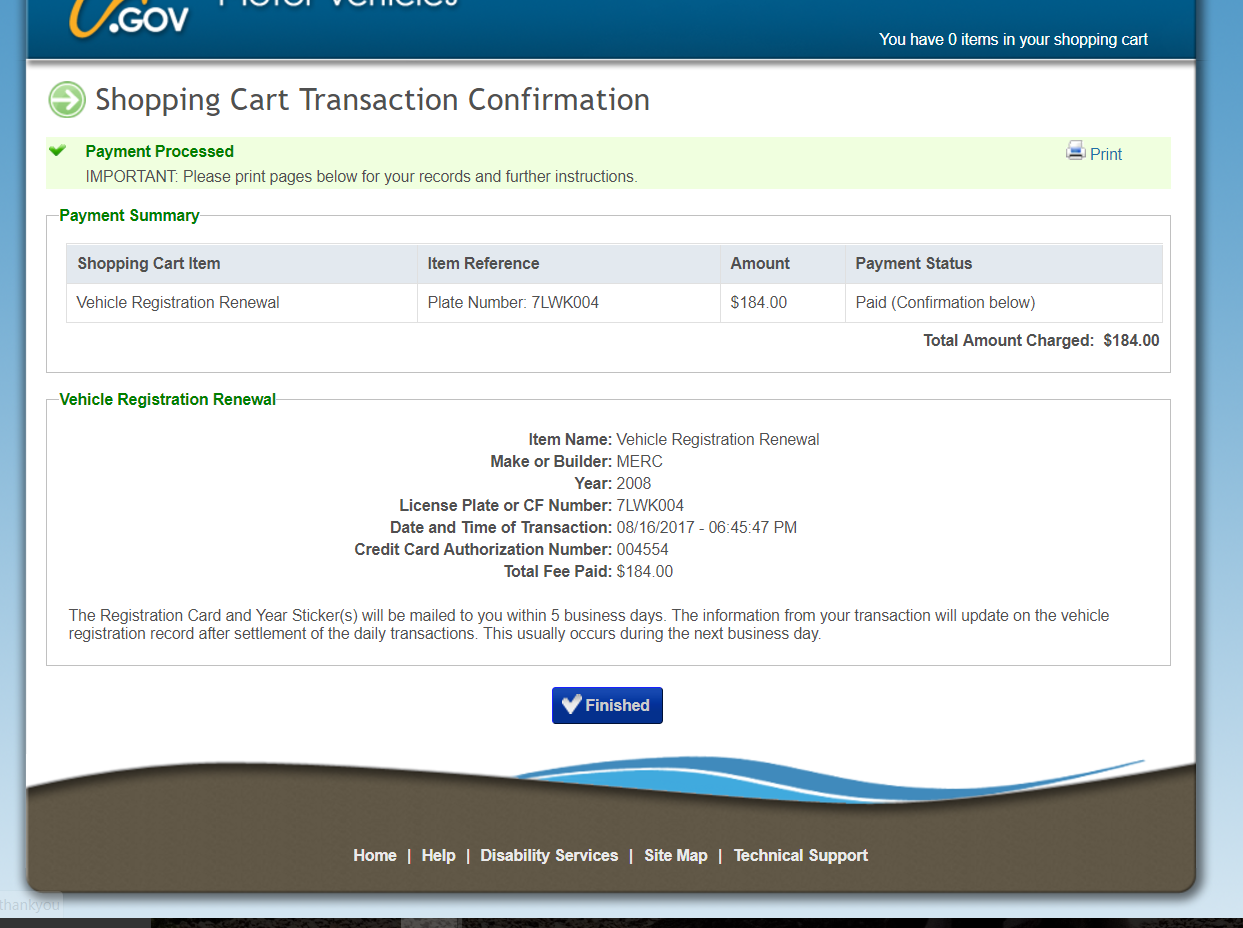 .GOV Motor Vehicles
You have 0 items in your shopping cart
Shopping Cart Transaction Confirmation
Payment Processed
Print
IMPORTANT: Please print pages below for your records and further instructions.
Payment Summary
Shopping Cart Item Item Reference Amount Payment Status
Vehicle Registration Renewal Plate Number: 7LWK004 $184.00 Paid (Confirmation below)
Total Amount Charged: $184.00
Vehicle Registration Renewal
Item Name: Vehicle Registration Renewal
Make or Builder: MERC
Year: 2008
License Plate or CF Number: 7LWK004
Date and Time of Transaction: 08/16/2017 - 06:45:47 PM
Credit Card Authorization Number: 004554
Total Fee Paid: $184.00
The Registration Card and Year Sticker(s) will be mailed to you within 5 business days. The information from your transaction will update on the vehicle
registration record after settlement of the daily transactions. This usually occurs during the next business day.
Finished
Home | Help | Disability Services | Site Map | Technical Support
thankyou